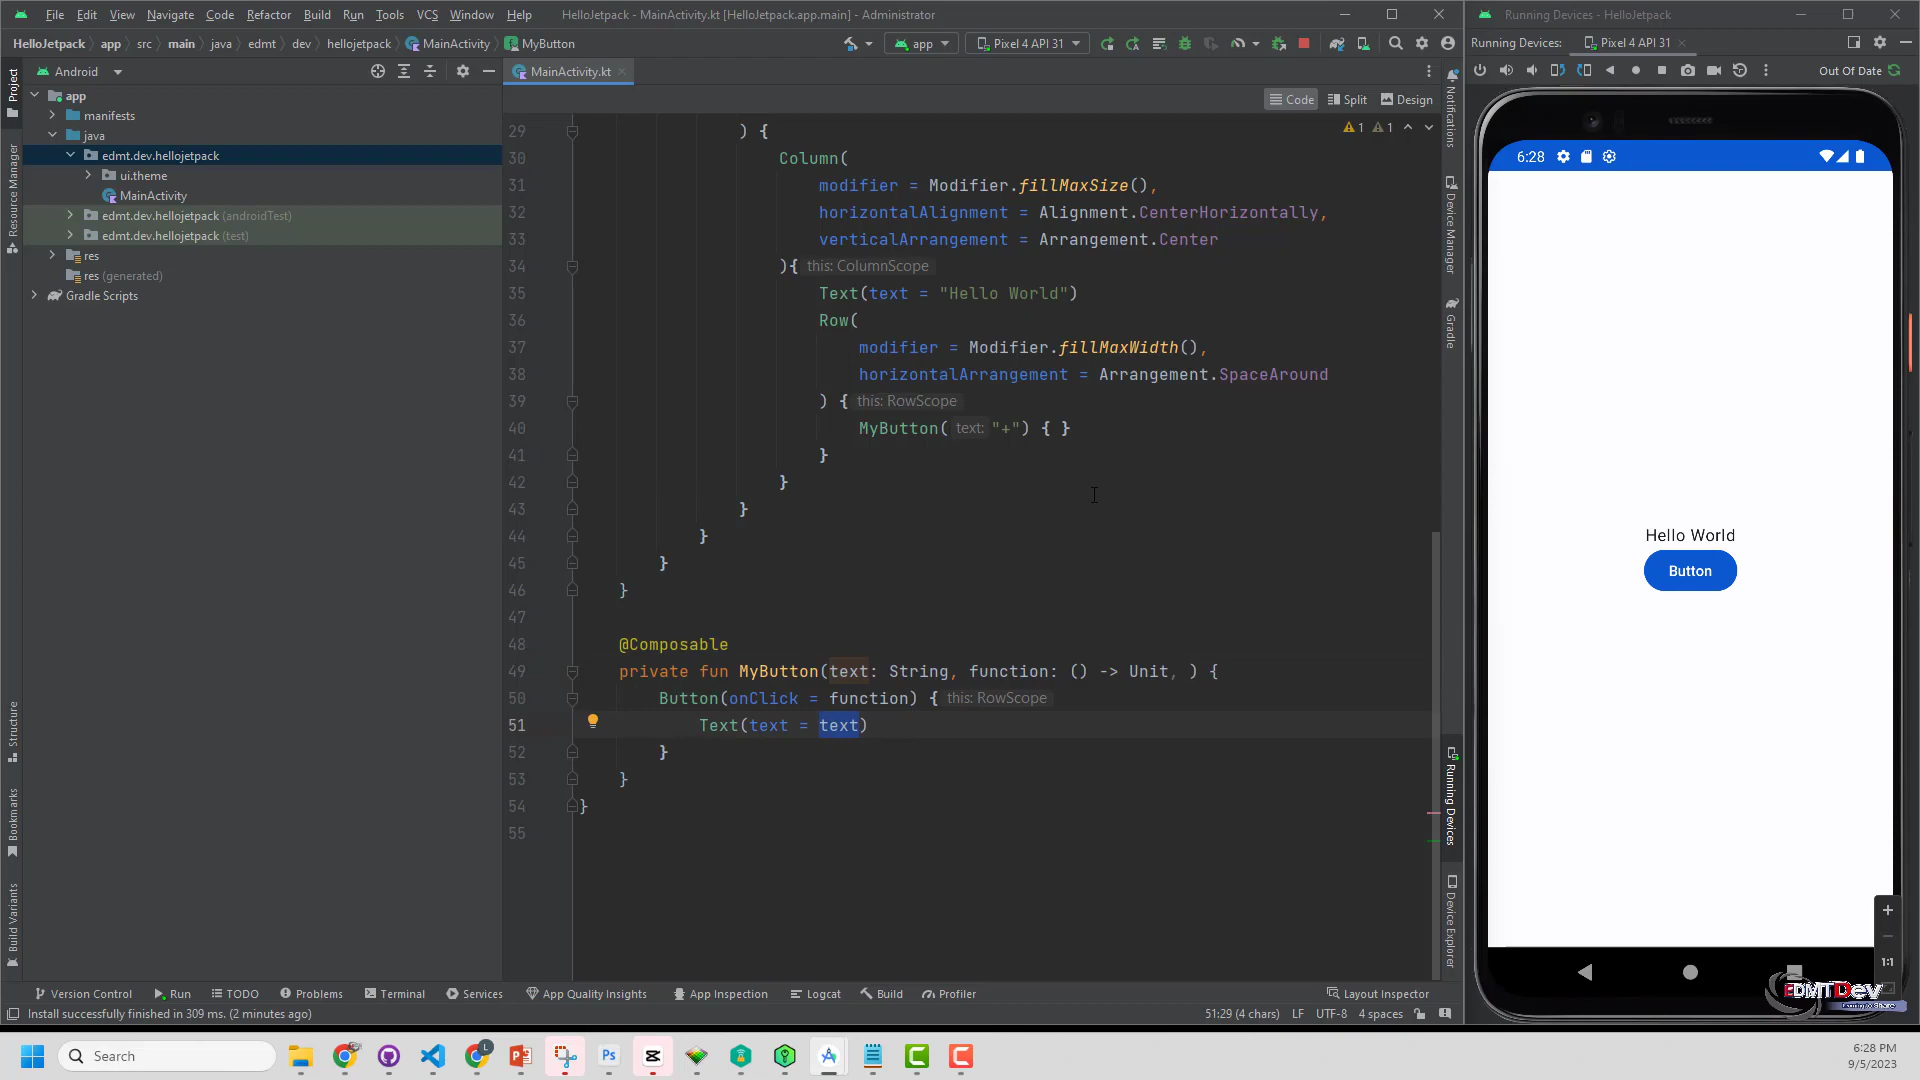 File Edit View Navigate Code Refactor Build Run Tools VCS Window Help HelloJetpack - MainActivity.kt [HelloJetpack.app.main] - Administrator
Running Devices - HelloJetpack
HelloJetpack app src main java edmt dev hellojetpack MainActivity MyButton
app Pixel 4 API 31
Running Devices: Pixel 4 API 31
Android
MainActivity.kt
Out Of Date
Code Split Design
Project
Resource Manager
Structure
Bookmarks
Build Variants
app
manifests
java
edmt.dev.hellojetpack
ui.theme
MainActivity
edmt.dev.hellojetpack (androidTest)
edmt.dev.hellojetpack (test)
res
res (generated)
Gradle Scripts
1 1
29 ) {
30 Column(
31 modifier = Modifier.fillMaxSize(),
32 horizontalAlignment = Alignment.CenterHorizontally,
33 verticalArrangement = Arrangement.Center
34 ){ this: ColumnScope
35 Text(text = "Hello World")
36 Row(
37 modifier = Modifier.fillMaxWidth(),
38 horizontalArrangement = Arrangement.SpaceAround
39 ) { this: RowScope
40 MyButton( text: "+") { }
41 }
42 }
43 }
44 }
45 }
46 }
47
48 @Composable
49 private fun MyButton(text: String, function: () -> Unit, ) {
50 Button(onClick = function) { this: RowScope
51 Text(text = text)
52 }
53 }
54 }
55
Notifications
Device Manager
Gradle
Running Devices
Device Explorer
6:28
Hello World
Button
1:1
EDMTDev
Version Control Run TODO Problems Terminal Services App Quality Insights App Inspection Logcat Build Profiler Layout Inspector
Install successfully finished in 309 ms. (2 minutes ago)
51:29 (4 chars) LF UTF-8 4 spaces
Search
L
Ps
6:28 PM
9/5/2023